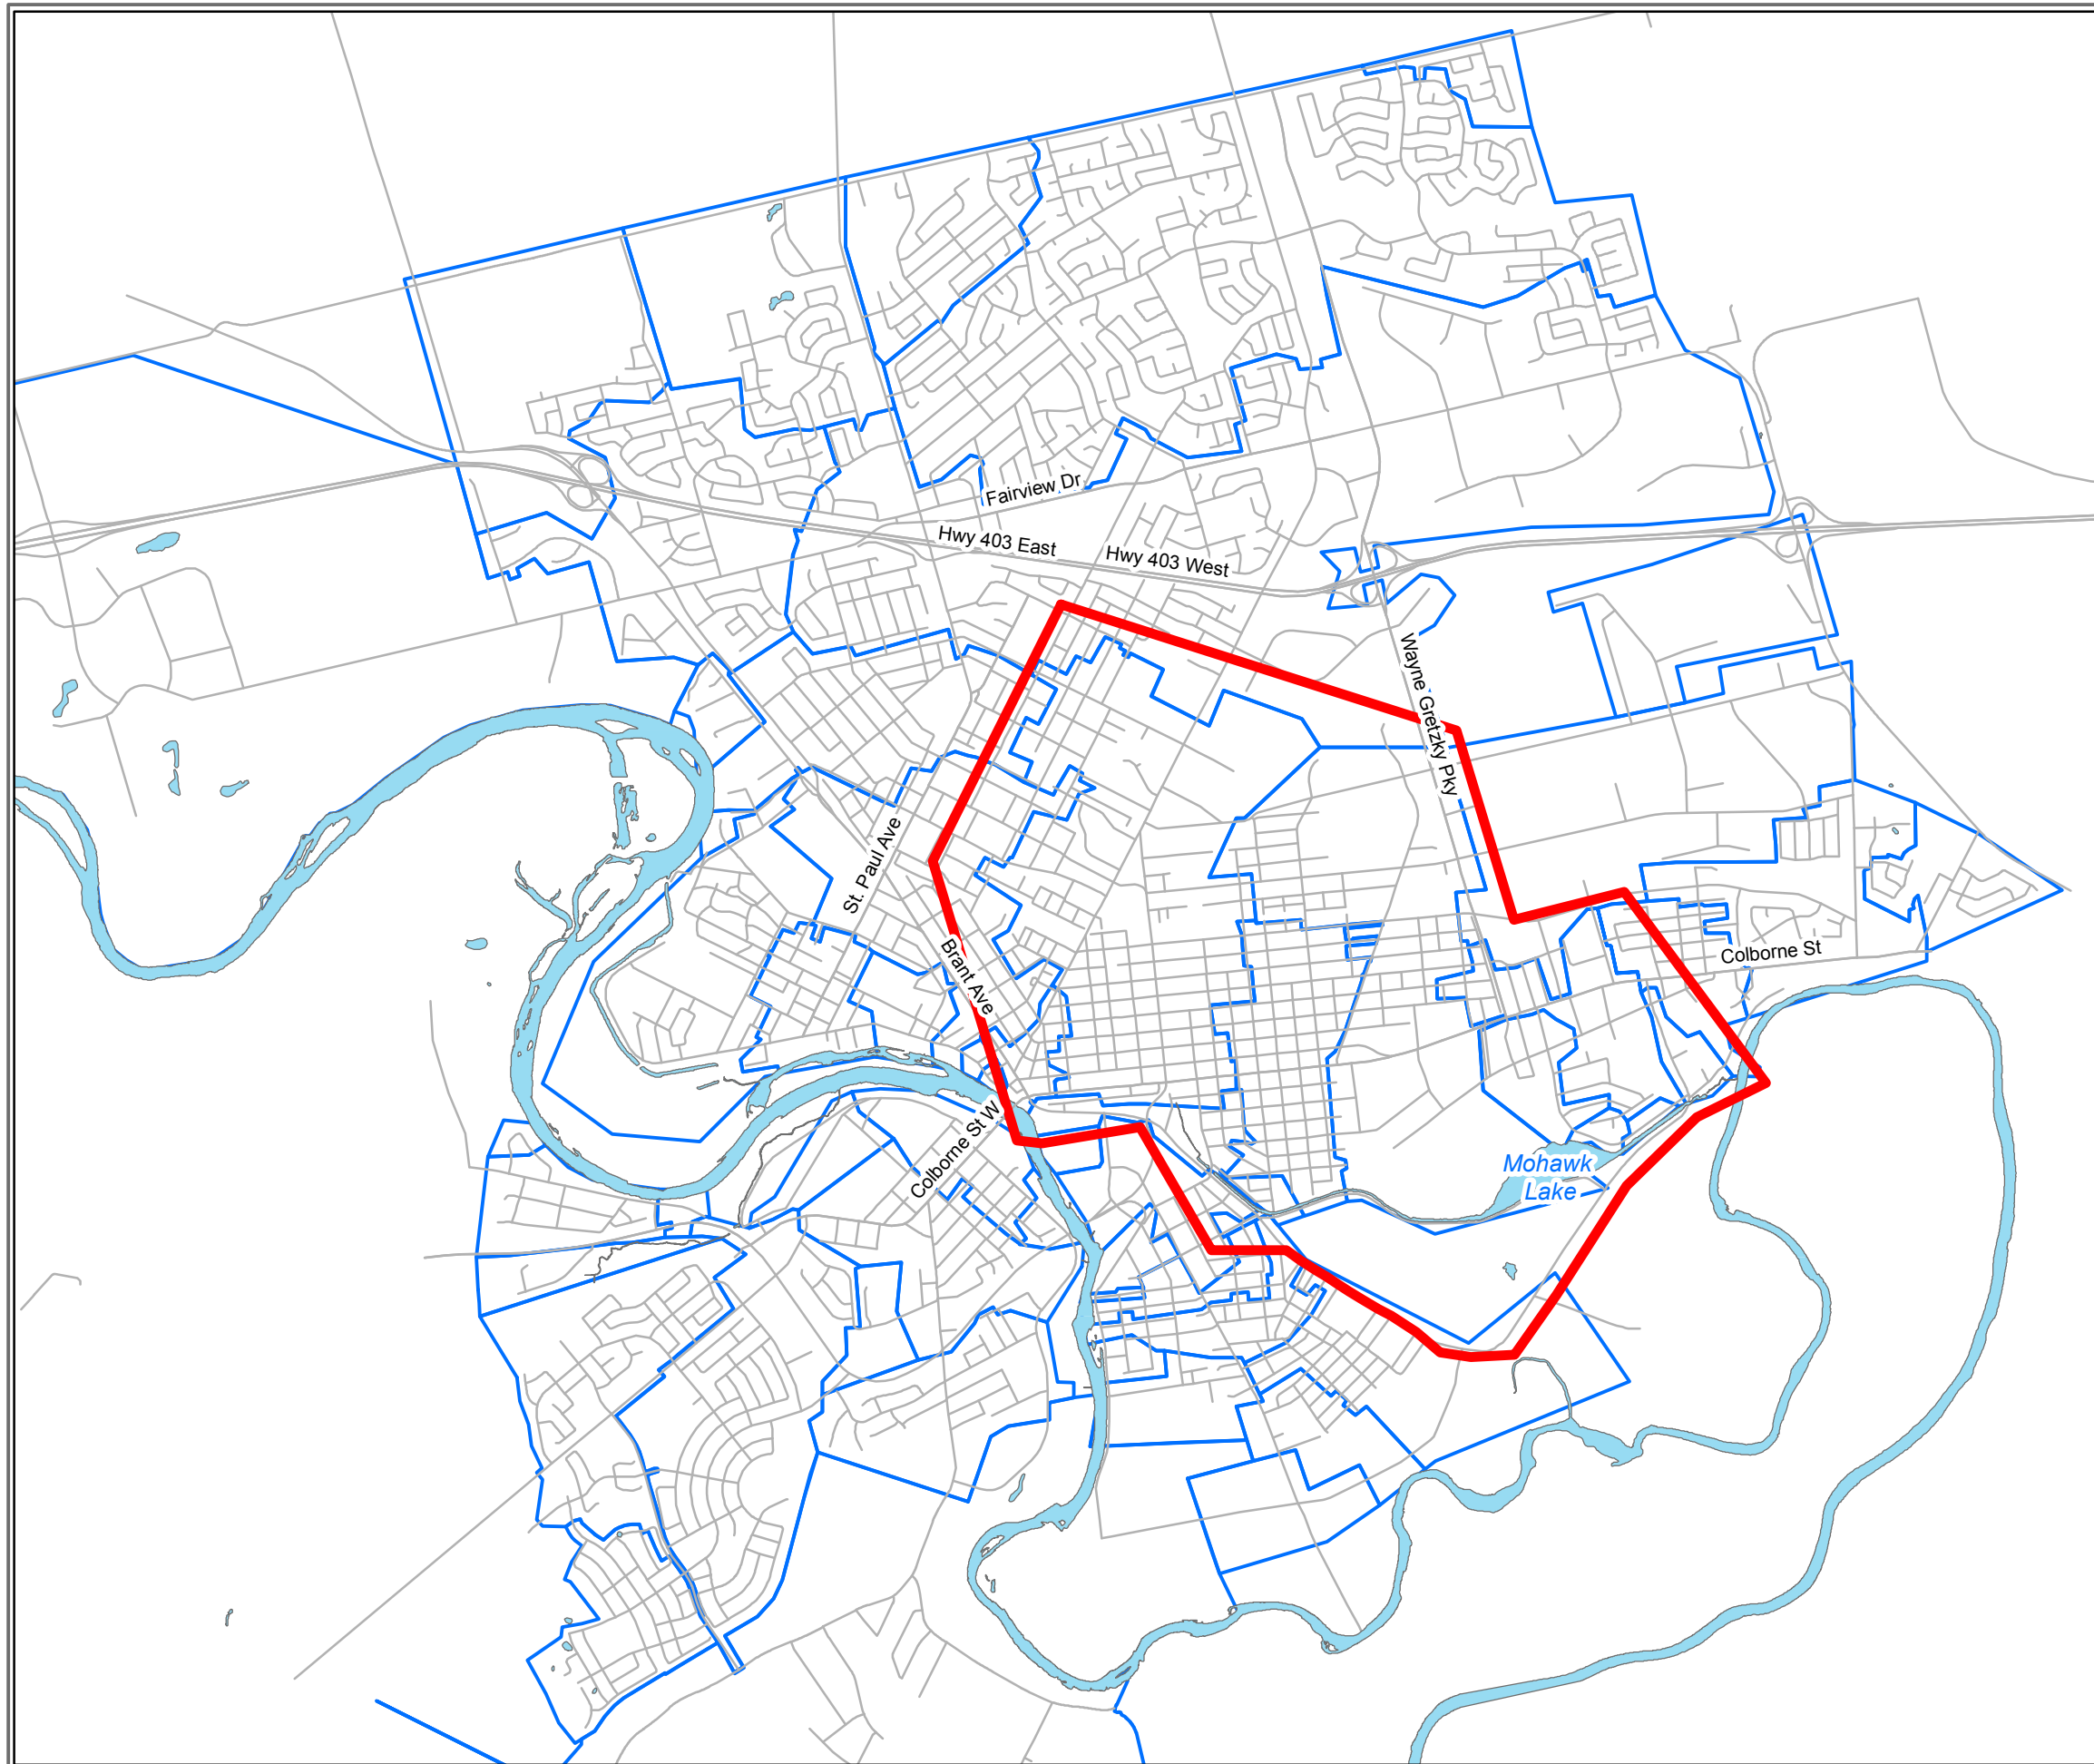 Fairview Dr
Hwy 403 East
Hwy 403 West
Wayne Gretzky Pky
St. Paul Ave
Brant Ave
Colborne St
Colborne St W
Mohawk
Lake